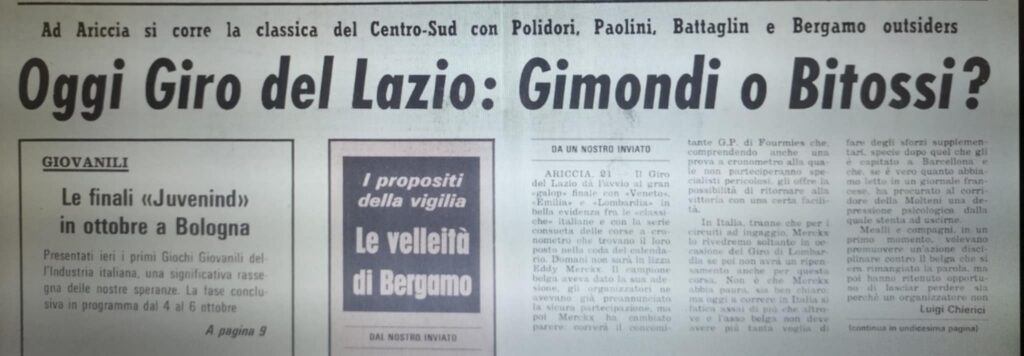 Ad Ariccia si corre la classica del Centro-Sud con Polidori, Paolini, Battaglin e Bergamo outsiders
Oggi Giro del Lazio: Gimondi o Bitossi?
GIOVANILI
Le finali «Juvenind»
in ottobre a Bologna
Presentati ieri i primi Giochi Giovanili del-
l'Industria italiana, una significativa rasse-
gna delle nostre speranze. La fase conclu-
siva in programma dal 4 al 6 ottobre
A pagina 9
I propositi
della vigilia
Le velleità
di Bergamo
DAL NOSTRO INVIATO
DA UN NOSTRO INVIATO
ARICCIA, 21 — Il Giro
del Lazio dà l'avvio al gran
«galop» finale con «Veneto»,
«Emilia» e «Lombardia» in
bella evidenza fra le «classi-
che» italiane e con la serie
consueta delle corse a cro-
nometro che trovano il loro
posto nella coda del calenda-
rio. Domani non sarà in lizza
Eddy Merckx. Il campione
belga aveva dato la sua ade-
sione, gli organizzatori ne
avevano già preannunciato
la sicura partecipazione, ma
poi Merckx ha cambiato
parere: correrà il concomi-
tante G.P. di Fourmies che,
comprendendo anche una
prova a cronometro alla qua-
le non parteciperanno spe-
cialisti pericolosi, gli offre la
possibilità di ritornare alla
vittoria con una certa facili-
tà.
In Italia, tranne che per i
circuiti ad ingaggio, Merckx
lo rivedremo soltanto in oc-
casione del Giro di Lombar-
dia se poi non avrà un ripen-
samento anche per questa
corsa. Non è che Merckx
abbia paura, sia ben chiaro:
ma oggi a correre in Italia si
fatica assai di più che altro-
ve e l'asso belga non deve
avere più tanta voglia di
fare degli sforzi supplemen-
tari, specie dopo quel che gli
è capitato a Barcellona e
che, se è vero quanto abbia-
mo letto in un giornale fran-
cese, ha procurato al corri-
dore della Molteni una de-
pressione psicologica dalla
quale stenta ad uscirne.
Mealli e compagni, in un
primo momento, volevano
promuovere un'azione disci-
plinare contro il belga che si
era rimangiata la parola, ma
poi hanno ritenuto opportu-
no di lasciar perdere sia
perché un organizzatore non
Luigi Chierici
(continua in undicesima pagina)